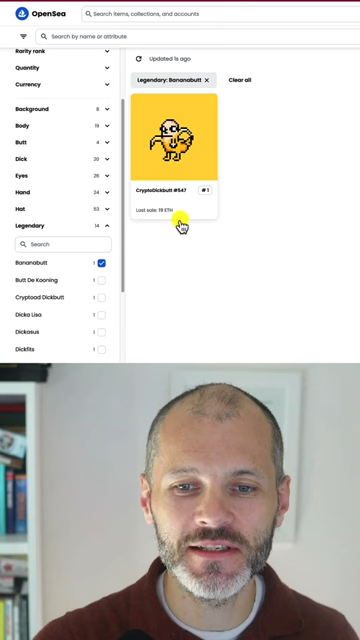 OpenSea
Search items, collections, and accounts
Search by name or attribute
Rarity rank
Quantity
Currency
Updated 1s ago
Legendary: Bananabutt
Clear all
Background 8
Body 19
Butt 4
Dick 20
Eyes 26
Hand 24
Hat 53
Legendary 14
CryptoDickbutt #547
# 1
Last sale: 19 ETH
Search
Bananabutt 1
Butt De Kooning 1
Cryptoad Dickbutt 1
Dicka Lisa 1
Dickasus 1
Dickfits 1